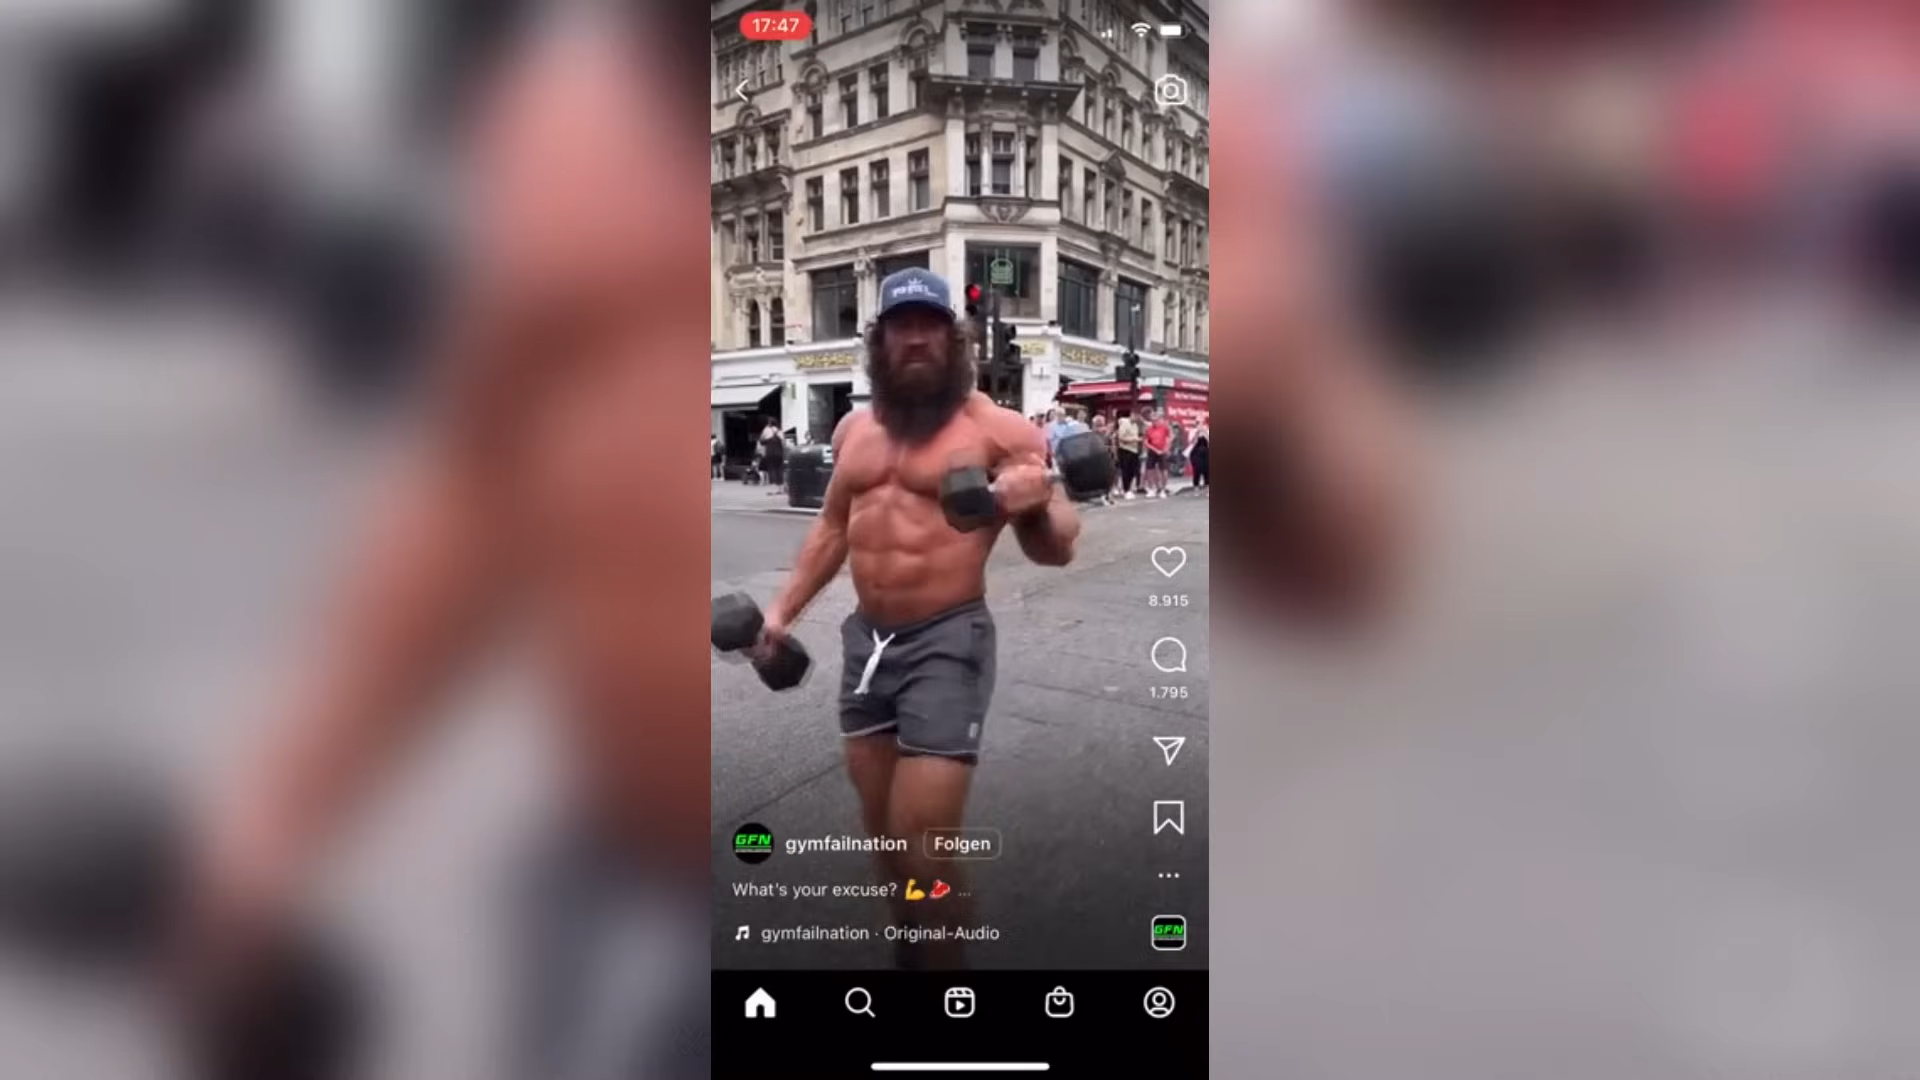 17:47
8.915
1.795
GFN
gymfailnation
Folgen
What's your excuse? 💪🥩 ...
gymfailnation · Original-Audio
GFN